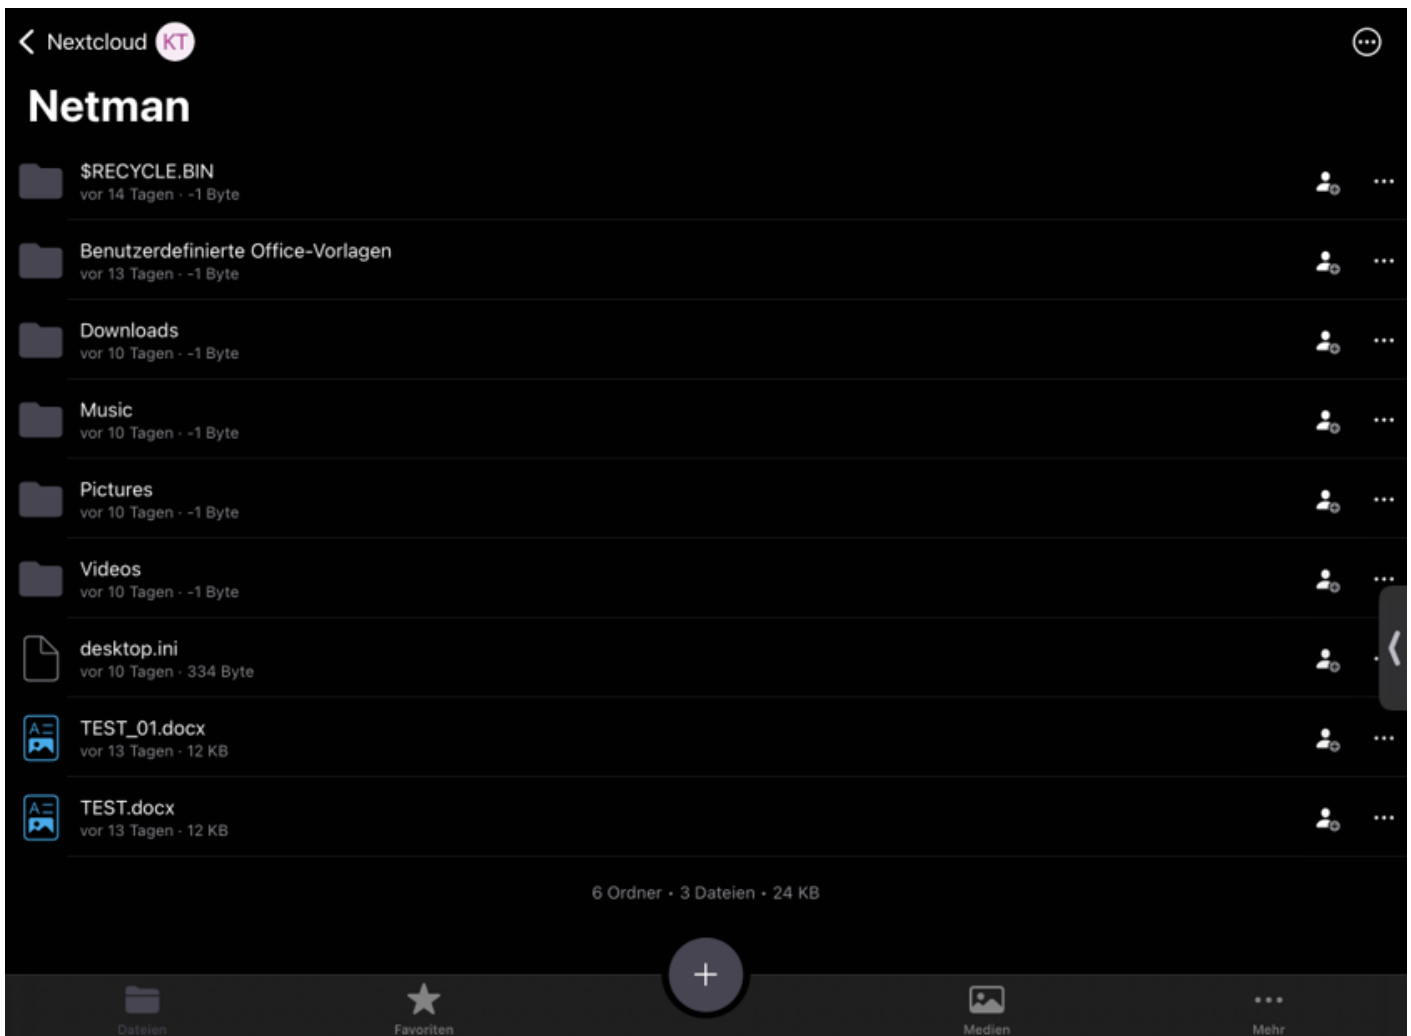 Nextcloud KT
Netman
$RECYCLE.BIN
vor 14 Tagen · -1 Byte
Benutzerdefinierte Office-Vorlagen
vor 13 Tagen · -1 Byte
Downloads
vor 10 Tagen · -1 Byte
Music
vor 10 Tagen · -1 Byte
Pictures
vor 10 Tagen · -1 Byte
Videos
vor 10 Tagen · -1 Byte
desktop.ini
vor 10 Tagen · 334 Byte
TEST_01.docx
vor 13 Tagen · 12 KB
TEST.docx
vor 13 Tagen · 12 KB
6 Ordner • 3 Dateien • 24 KB
Dateien Favoriten Medien Mehr